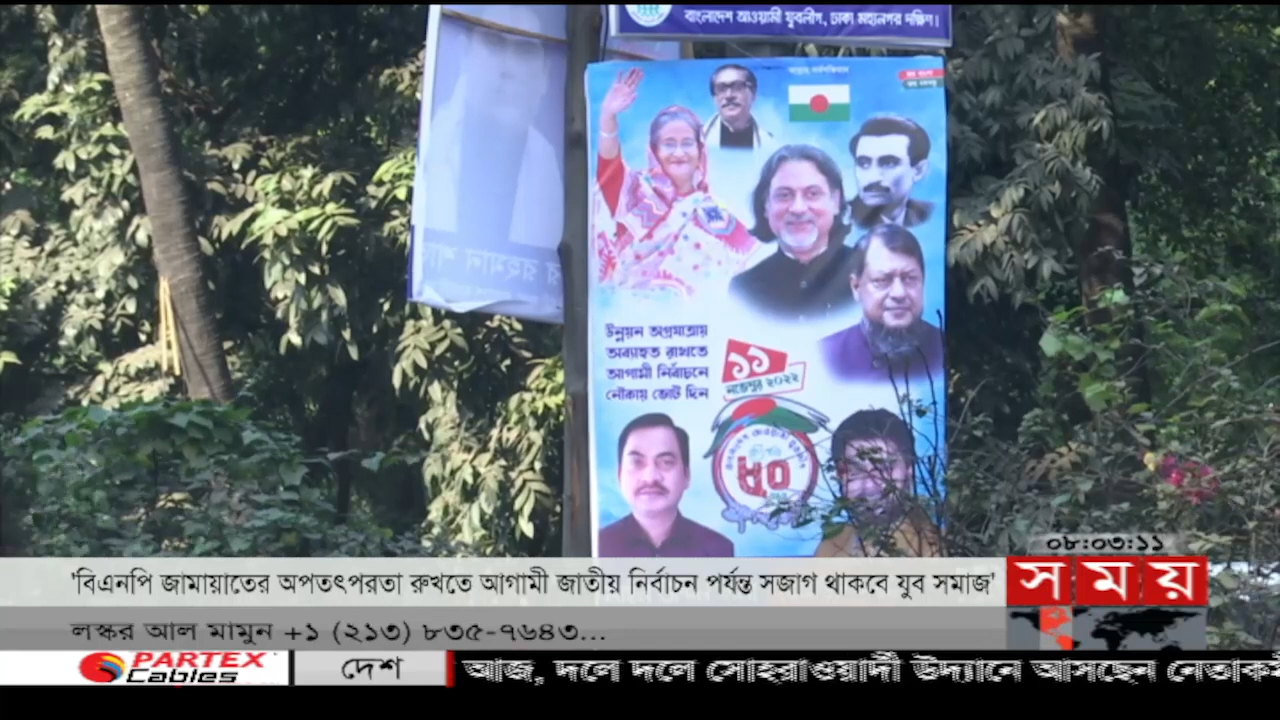 বাংলাদেশ আওয়ামী যুবলীগ, ঢাকা মহানগর দক্ষিণ।
উন্নয়ন অগ্রযাত্রায়
অব্যাহত রাখতে
আগামী নির্বাচনে
নৌকায় ভোট দিন
১১
নভেম্বর ২০২২
৫০
০৮:০৩:১১
'বিএনপি জামায়াতের অপতৎপরতা রুখতে আগামী জাতীয় নির্বাচন পর্যন্ত সজাগ থাকবে যুব সমাজ'
সময়
লস্কর আল মামুন +১ (২১৩) ৮৩৫-৭৬৪৩...
PARTEX
Cables
দেশ
আজ, দলে দলে সোহরাওয়ার্দী উদ্যানে আসছেন নেতাকর্